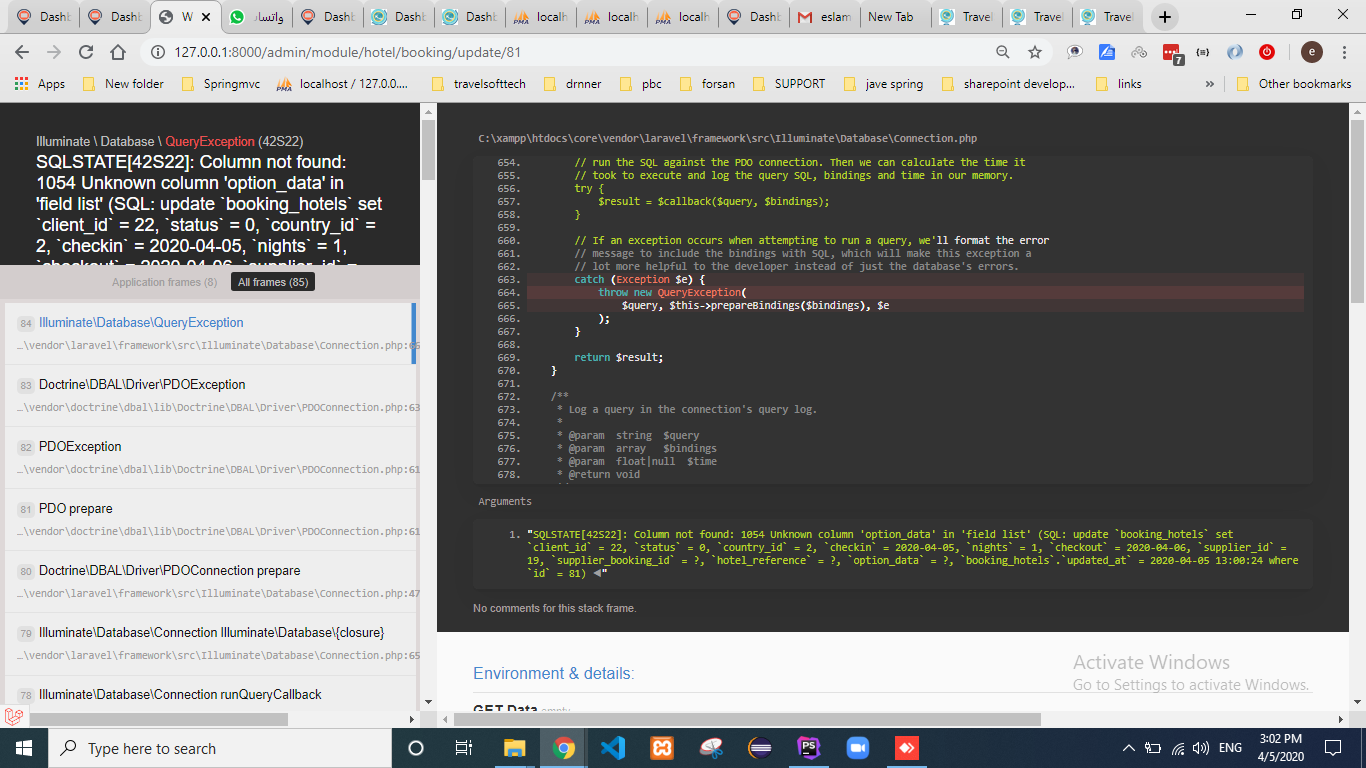 Dashb
Dashb
W
واتساب
Dashb
Dashb
Dashb
localh
localh
localh
Dashb
eslam
New Tab
Travel
Travel
Travel
127.0.0.1:8000/admin/module/hotel/booking/update/81
7
e
Apps
New folder
Springmvc
localhost / 127.0.0....
travelsofttech
drnner
pbc
forsan
SUPPORT
jave spring
sharepoint develop...
links
»
Other bookmarks
Illuminate \ Database \ QueryException (42S22)
SQLSTATE[42S22]: Column not found:
1054 Unknown column 'option_data' in
'field list' (SQL: update `booking_hotels` set
`client_id` = 22, `status` = 0, `country_id` =
2, `checkin` = 2020-04-05, `nights` = 1,
`checkout` = 2020-04-06, `supplier_id` =
Application frames (8)
All frames (85)
84 Illuminate\Database\QueryException
…\vendor\laravel\framework\src\Illuminate\Database\Connection.php:66
83 Doctrine\DBAL\Driver\PDOException
…\vendor\doctrine\dbal\lib\Doctrine\DBAL\Driver\PDOConnection.php:63
82 PDOException
…\vendor\doctrine\dbal\lib\Doctrine\DBAL\Driver\PDOConnection.php:61
81 PDO prepare
…\vendor\doctrine\dbal\lib\Doctrine\DBAL\Driver\PDOConnection.php:61
80 Doctrine\DBAL\Driver\PDOConnection prepare
…\vendor\laravel\framework\src\Illuminate\Database\Connection.php:47
79 Illuminate\Database\Connection Illuminate\Database\{closure}
…\vendor\laravel\framework\src\Illuminate\Database\Connection.php:65
78 Illuminate\Database\Connection runQueryCallback
C:\xampp\htdocs\core\vendor\laravel\framework\src\Illuminate\Database\Connection.php
654. // run the SQL against the PDO connection. Then we can calculate the time it
655. // took to execute and log the query SQL, bindings and time in our memory.
656. try {
657. $result = $callback($query, $bindings);
658. }
659.
660. // If an exception occurs when attempting to run a query, we'll format the error
661. // message to include the bindings with SQL, which will make this exception a
662. // lot more helpful to the developer instead of just the database's errors.
663. catch (Exception $e) {
664. throw new QueryException(
665. $query, $this->prepareBindings($bindings), $e
666. );
667. }
668.
669. return $result;
670. }
671.
672. /**
673. * Log a query in the connection's query log.
674. *
675. * @param string $query
676. * @param array $bindings
677. * @param float|null $time
678. * @return void
Arguments
1. "SQLSTATE[42S22]: Column not found: 1054 Unknown column 'option_data' in 'field list' (SQL: update `booking_hotels` set
`client_id` = 22, `status` = 0, `country_id` = 2, `checkin` = 2020-04-05, `nights` = 1, `checkout` = 2020-04-06, `supplier_id` =
19, `supplier_booking_id` = ?, `hotel_reference` = ?, `option_data` = ?, `booking_hotels`.`updated_at` = 2020-04-05 13:00:24 where
`id` = 81) ◀"
No comments for this stack frame.
Environment & details:
GET Data empty
Activate Windows
Go to Settings to activate Windows.
Type here to search
PS
ENG
3:02 PM
4/5/2020